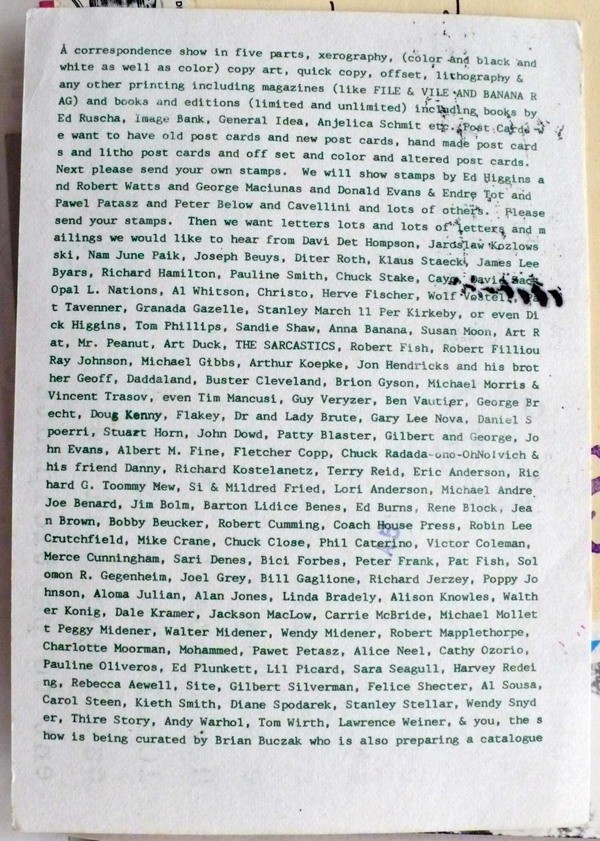 A correspondence show in five parts, xerography, (color and black and
white as well as color) copy art, quick copy, offset, lithography &
any other printing including magazines (like FILE & VILE AND BANANA R
AG) and books and editions (limited and unlimited) including books by
Ed Ruscha, Image Bank, General Idea, Anjelica Schmit etc. Post Cards W
e want to have old post cards and new post cards, hand made post card
s and litho post cards and off set and color and altered post cards.
Next please send your own stamps. We will show stamps by Ed Higgins a
nd Robert Watts and George Maciunas and Donald Evans & Endre Tot and
Pawel Patasz and Peter Below and Cavellini and lots of others. Please
send your stamps. Then we want letters lots and lots of letters and m
ailings we would like to hear from Davi Det Hompson, Jaroslaw Kozlows
ski, Nam June Paik, Joseph Beuys, Diter Roth, Klaus Staeck, James Lee
Byars, Richard Hamilton, Pauline Smith, Chuck Stake, David
Opal L. Nations, Al Whitson, Christo, Herve Fischer, Wolf Vostell,
t Tavenner, Granada Gazelle, Stanley March ll Per Kirkeby, or even Di
ck Higgins, Tom Phillips, Sandie Shaw, Anna Banana, Susan Moon, Art R
at, Mr. Peanut, Art Duck, THE SARCASTICS, Robert Fish, Robert Filliou
Ray Johnson, Michael Gibbs, Arthur Koepke, Jon Hendricks and his brot
her Geoff, Daddaland, Buster Cleveland, Brion Gyson, Michael Morris &
Vincent Trasov, even Tim Mancusi, Guy Veryzer, Ben Vautier, George Br
echt, Doug Kenny, Flakey, Dr and Lady Brute, Gary Lee Nova, Daniel S
poerri, Stuart Horn, John Dowd, Patty Blaster, Gilbert and George, Jo
hn Evans, Albert M. Fine, Fletcher Copp, Chuck Radada-ono-OhNolvich &
his friend Danny, Richard Kostelanetz, Terry Reid, Eric Anderson, Ric
hard G. Toommy Mew, Si & Mildred Fried, Lori Anderson, Michael Andre
Joe Benard, Jim Bolm, Barton Lidice Benes, Ed Burns, Rene Block, Jea
n Brown, Bobby Beucker, Robert Cumming, Coach House Press, Robin Lee
Crutchfield, Mike Crane, Chuck Close, Phil Caterino, Victor Coleman,
Merce Cunningham, Sari Denes, Bici Forbes, Peter Frank, Pat Fish, Sol
omon R. Gegenheim, Joel Grey, Bill Gaglione, Richard Jerzey, Poppy Jo
hnson, Aloma Julian, Alan Jones, Linda Bradely, Alison Knowles, Walth
er Konig, Dale Kramer, Jackson MacLow, Carrie McBride, Michael Mollet
t Peggy Midener, Walter Midener, Wendy Midener, Robert Mapplethorpe,
Charlotte Moorman, Mohammed, Pawet Petasz, Alice Neel, Cathy Ozorio,
Pauline Oliveros, Ed Plunkett, Lil Picard, Sara Seagull, Harvey Redei
ng, Rebecca Aewell, Site, Gilbert Silverman, Felice Shecter, Al Sousa,
Carol Steen, Kieth Smith, Diane Spodarek, Stanley Stellar, Wendy Snyd
er, Thire Story, Andy Warhol, Tom Wirth, Lawrence Weiner, & you, the s
how is being curated by Brian Buczak who is also preparing a catalogue